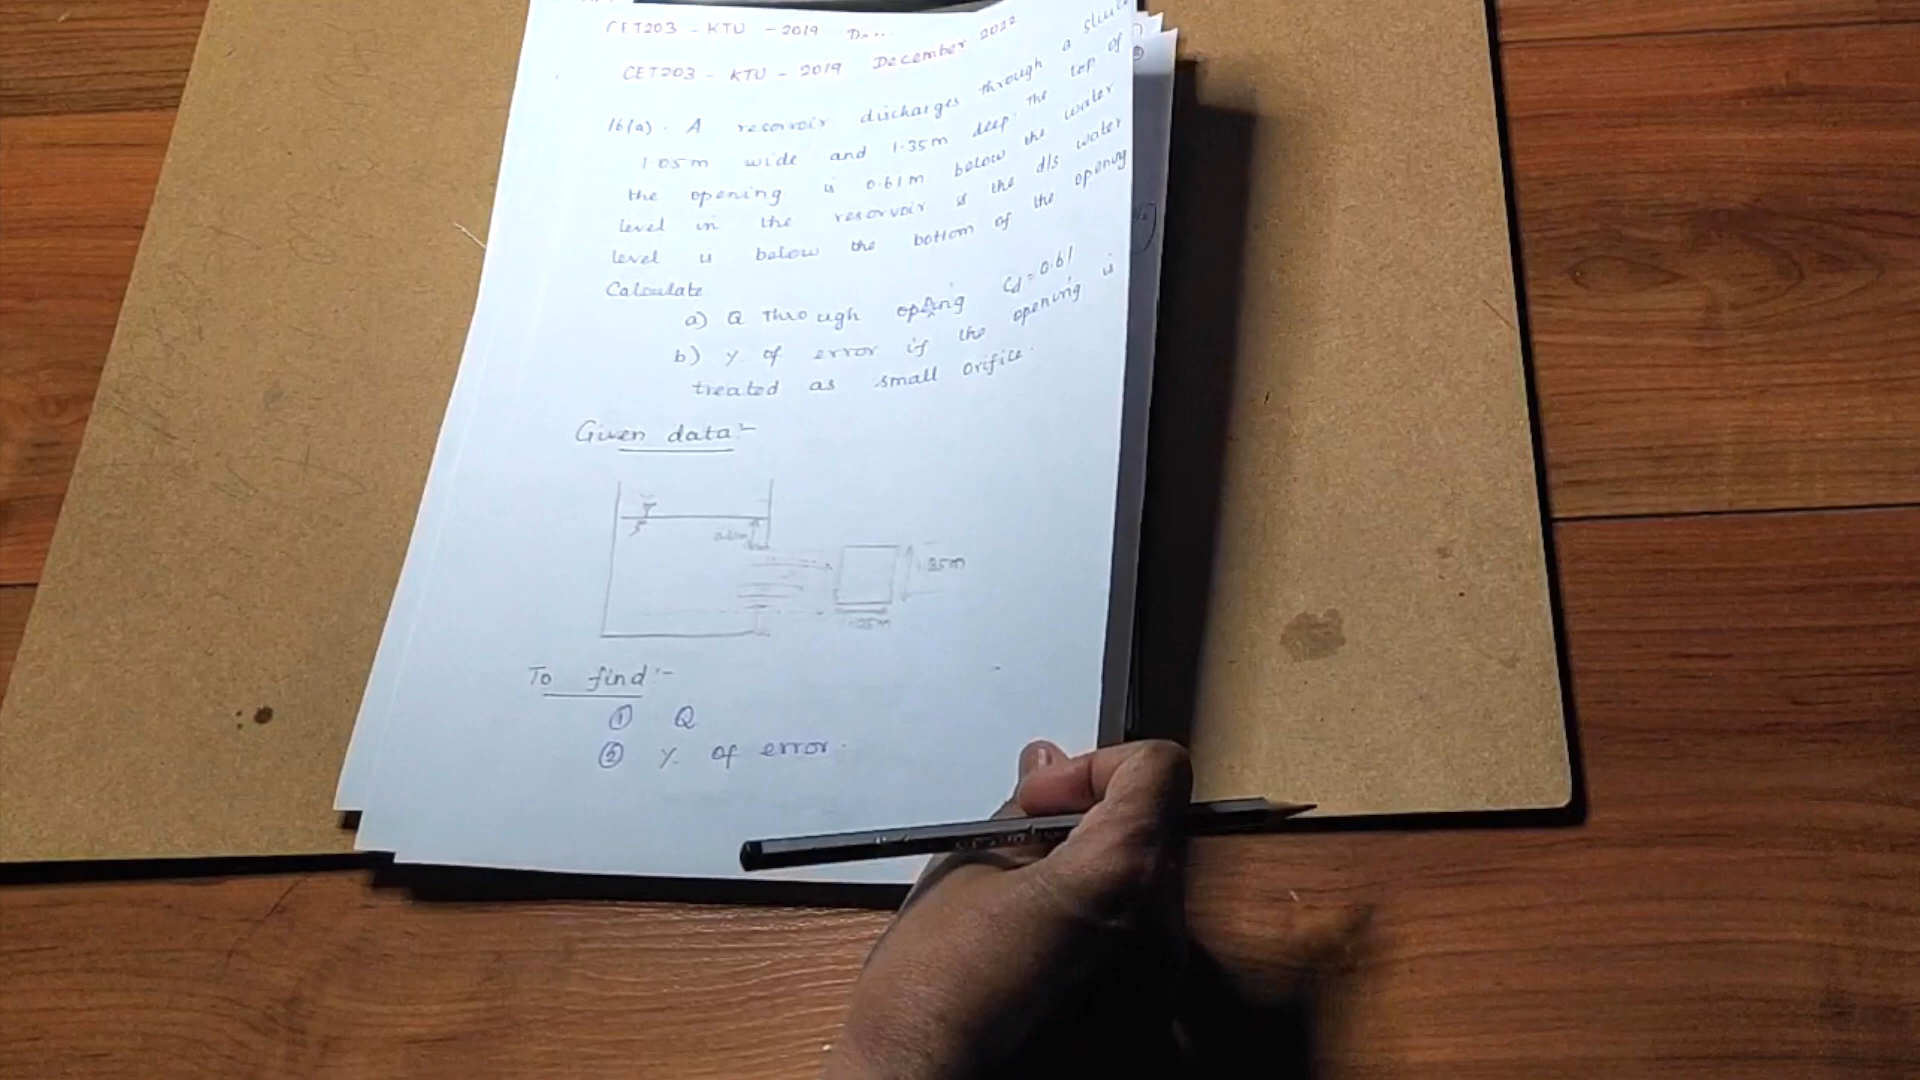 CET203 - KTU - 2019
CET203 - KTU - 2019 December 2022
16(a). A reservoir discharges through a sluice
1.05m wide and 1.35m deep. The top of
the opening is 0.61m below the water
level in the reservoir & the d/s water
level is below the bottom of the opening
Calculate
a) Q Through opening Cd = 0.61
b) % of error if the opening is
treated as small orifice.
Given data:-
1.35m
1.05m
To find:-
① Q
② % of error.